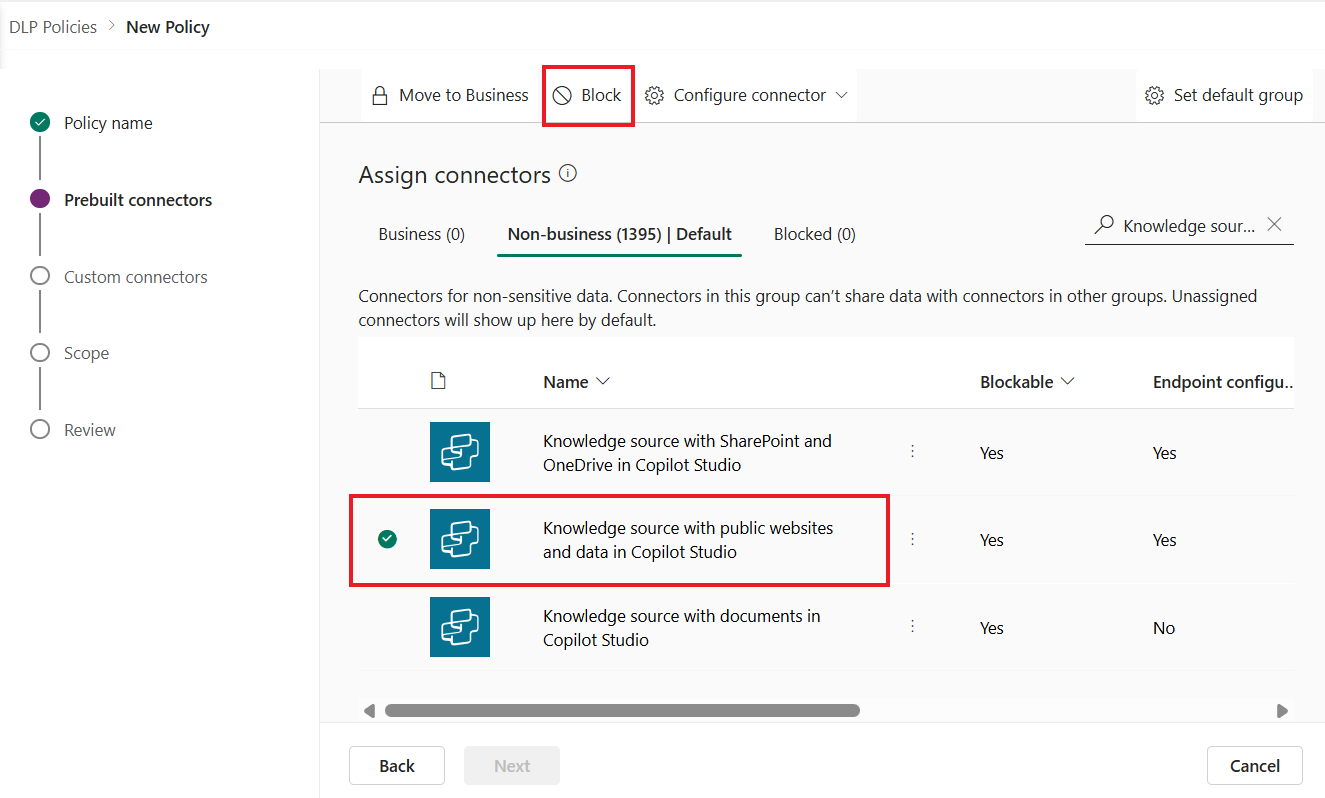 DLP Policies > New Policy
Policy name
Prebuilt connectors
Custom connectors
Scope
Review
Move to Business Block Configure connector Set default group
Assign connectors
Business (0) Non-business (1395) | Default Blocked (0) Knowledge sour...
Connectors for non-sensitive data. Connectors in this group can't share data with connectors in other groups. Unassigned
connectors will show up here by default.
Name Blockable Endpoint configu..
Knowledge source with SharePoint and
OneDrive in Copilot Studio
Yes Yes
Knowledge source with public websites
and data in Copilot Studio
Yes Yes
Knowledge source with documents in
Copilot Studio
Yes No
Back Next Cancel